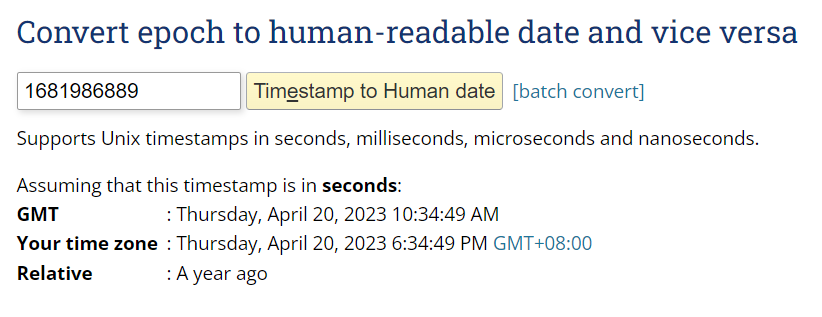 Convert epoch to human-readable date and vice versa
1681986889 Timestamp to Human date [batch convert]
Supports Unix timestamps in seconds, milliseconds, microseconds and nanoseconds.
Assuming that this timestamp is in seconds:
GMT : Thursday, April 20, 2023 10:34:49 AM
Your time zone : Thursday, April 20, 2023 6:34:49 PM GMT+08:00
Relative : A year ago